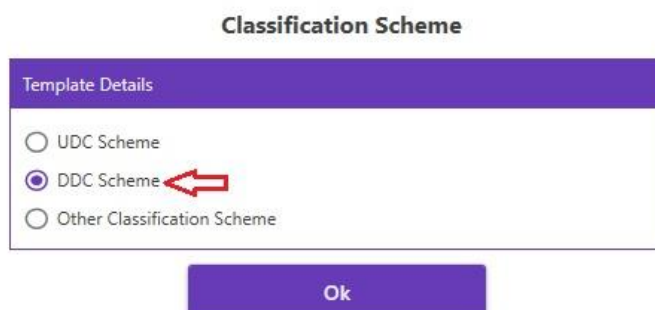 Classification Scheme
Template Details
UDC Scheme
DDC Scheme
Other Classification Scheme
Ok